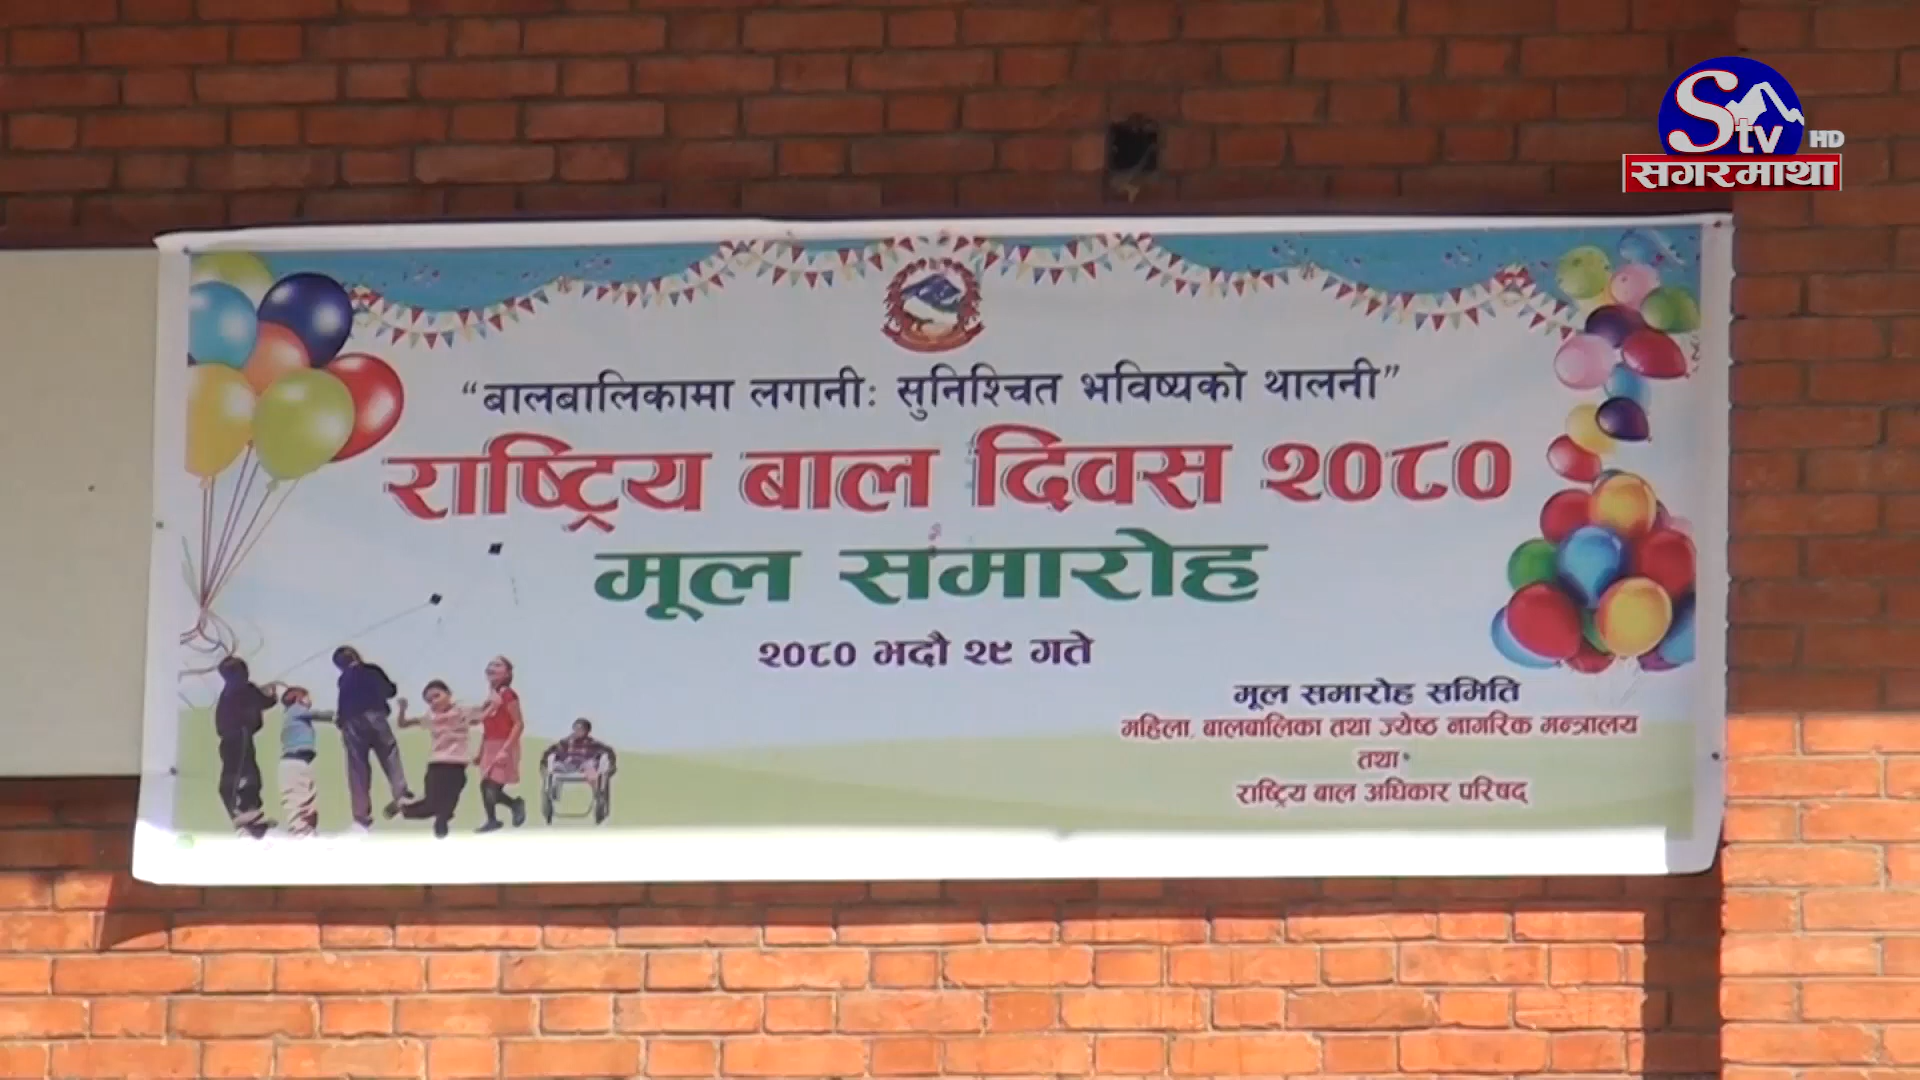 STV HD
सगरमाथा
“बालबालिकामा लगानी: सुनिश्चित भविष्यको थालनी”
राष्ट्रिय बाल दिवस २०८०
मूल समारोह
२०८० भदौ २९ गते
मूल समारोह समिति
महिला, बालबालिका तथा ज्येष्ठ नागरिक मन्त्रालय
तथा
राष्ट्रिय बाल अधिकार परिषद्